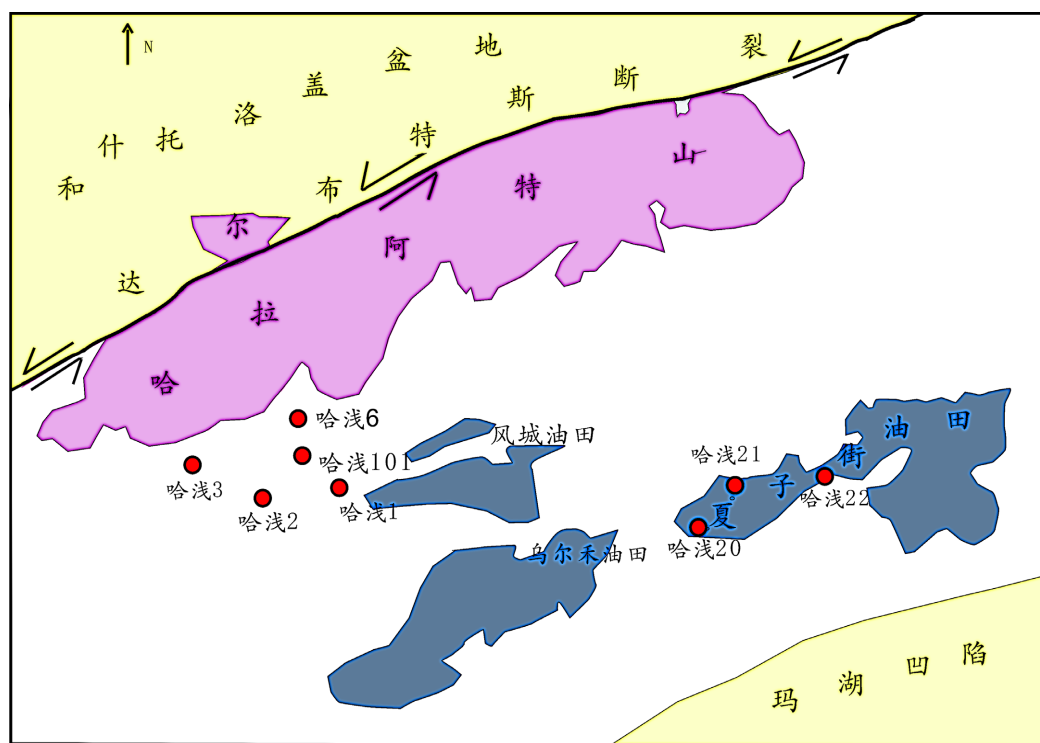 N
和什托洛盖盆地
达尔布特斯断裂
哈拉阿特山
哈浅6
哈浅101
哈浅3
哈浅2
哈浅1
风城油田
乌尔禾油田
哈浅21
哈浅22
哈浅20
夏子街油田
玛湖凹陷